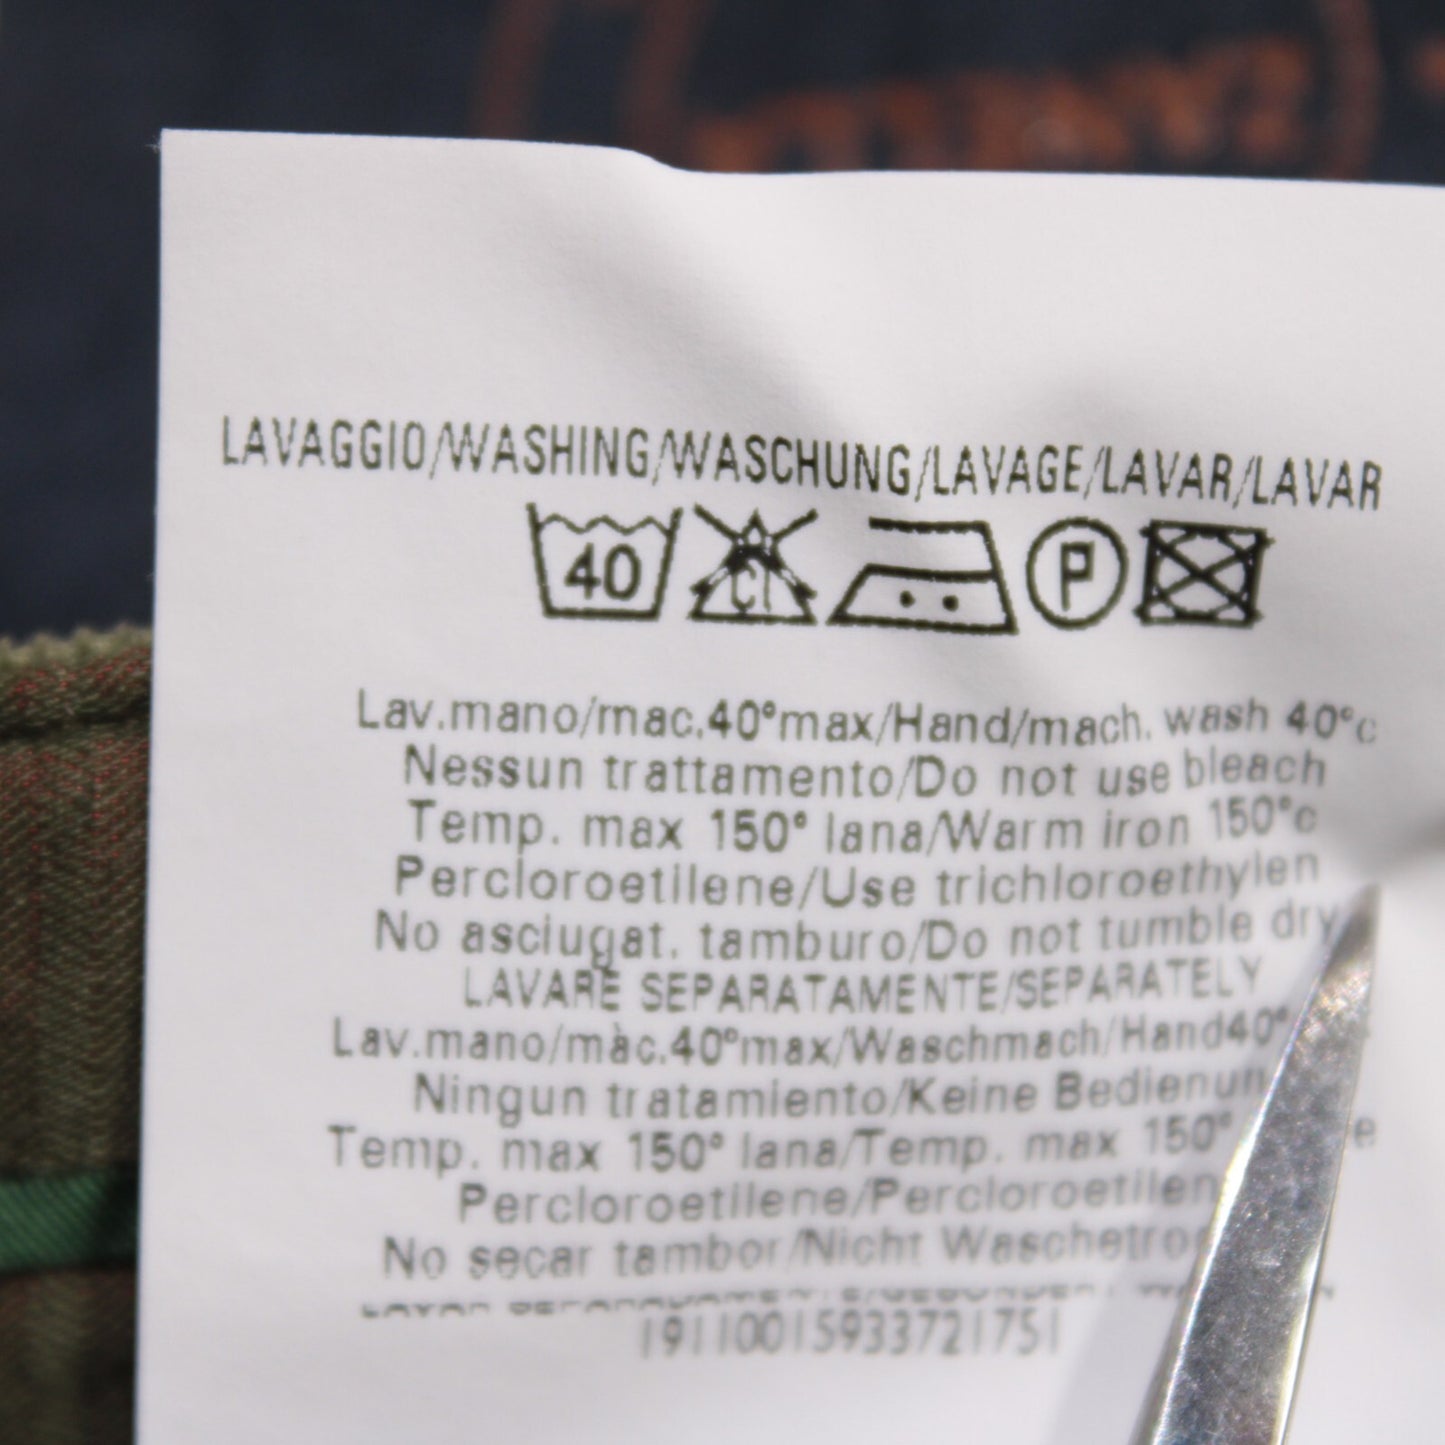 LAVAGGIO/WASHING/WASCHUNG/LAVAGE/LAVAR/LAVAR
40 CL P
Lav.mano/mac.40°max/Hand/mach. wash 40°c
Nessun trattamento/Do not use bleach
Temp. max 150° lana/Warm iron 150°c
Percloroetilene/Use trichloroethylen
No asciugat. tamburo/Do not tumble dry
LAVARE SEPARATAMENTE/SEPARATELY
Lav.mano/màc.40°max/Waschmach/Hand40°
Ningun tratamiento/Keine Bedienun
Temp. max 150° lana/Temp. max 150°
Percloroetilene/Percloroetilen
No secar tambor/Nicht Waschetro
19110015933721751